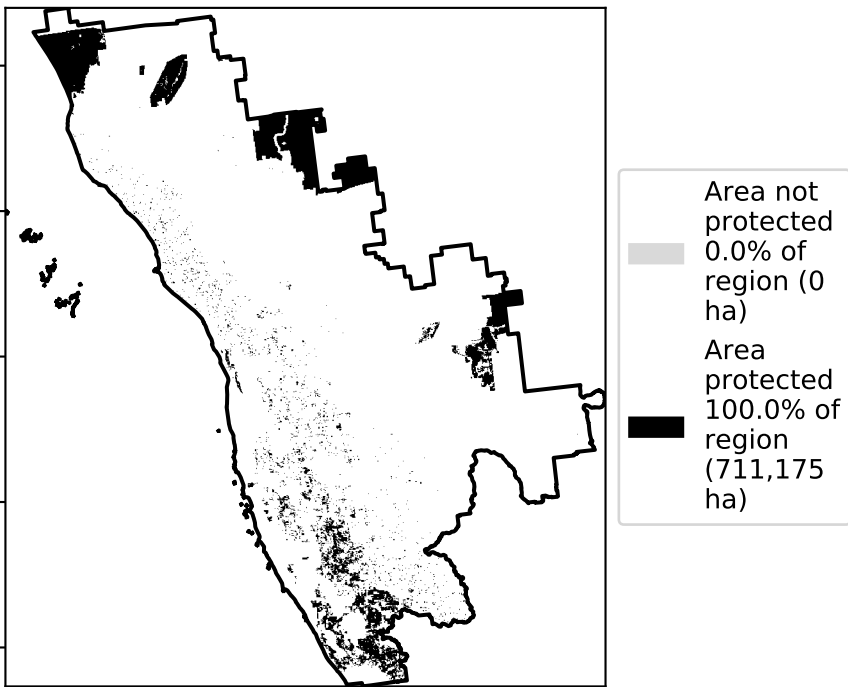 Area not
protected
0.0% of
region (0
ha)
Area
protected
100.0% of
region
(711,175
ha)